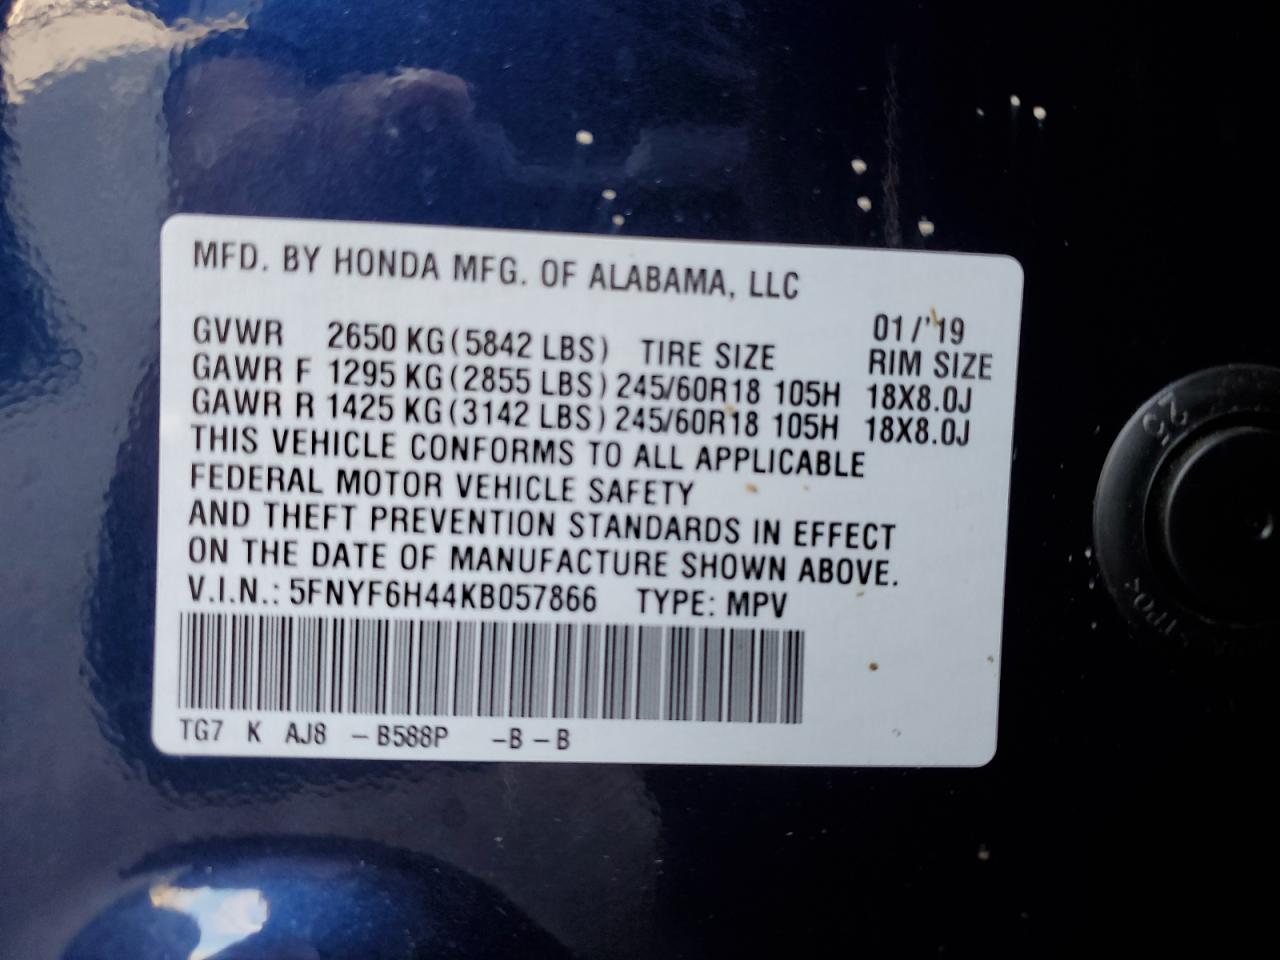 MFD. BY HONDA MFG. OF ALABAMA, LLC
01/'19
GVWR 2650 KG(5842 LBS) TIRE SIZE RIM SIZE
GAWR F 1295 KG(2855 LBS) 245/60R18 105H 18X8.0J
GAWR R 1425 KG(3142 LBS) 245/60R18 105H 18X8.0J
THIS VEHICLE CONFORMS TO ALL APPLICABLE
FEDERAL MOTOR VEHICLE SAFETY
AND THEFT PREVENTION STANDARDS IN EFFECT
ON THE DATE OF MANUFACTURE SHOWN ABOVE.
V.I.N.: 5FNYF6H44KB057866 TYPE: MPV
TG7 K AJ8 -B588P -B-B
25